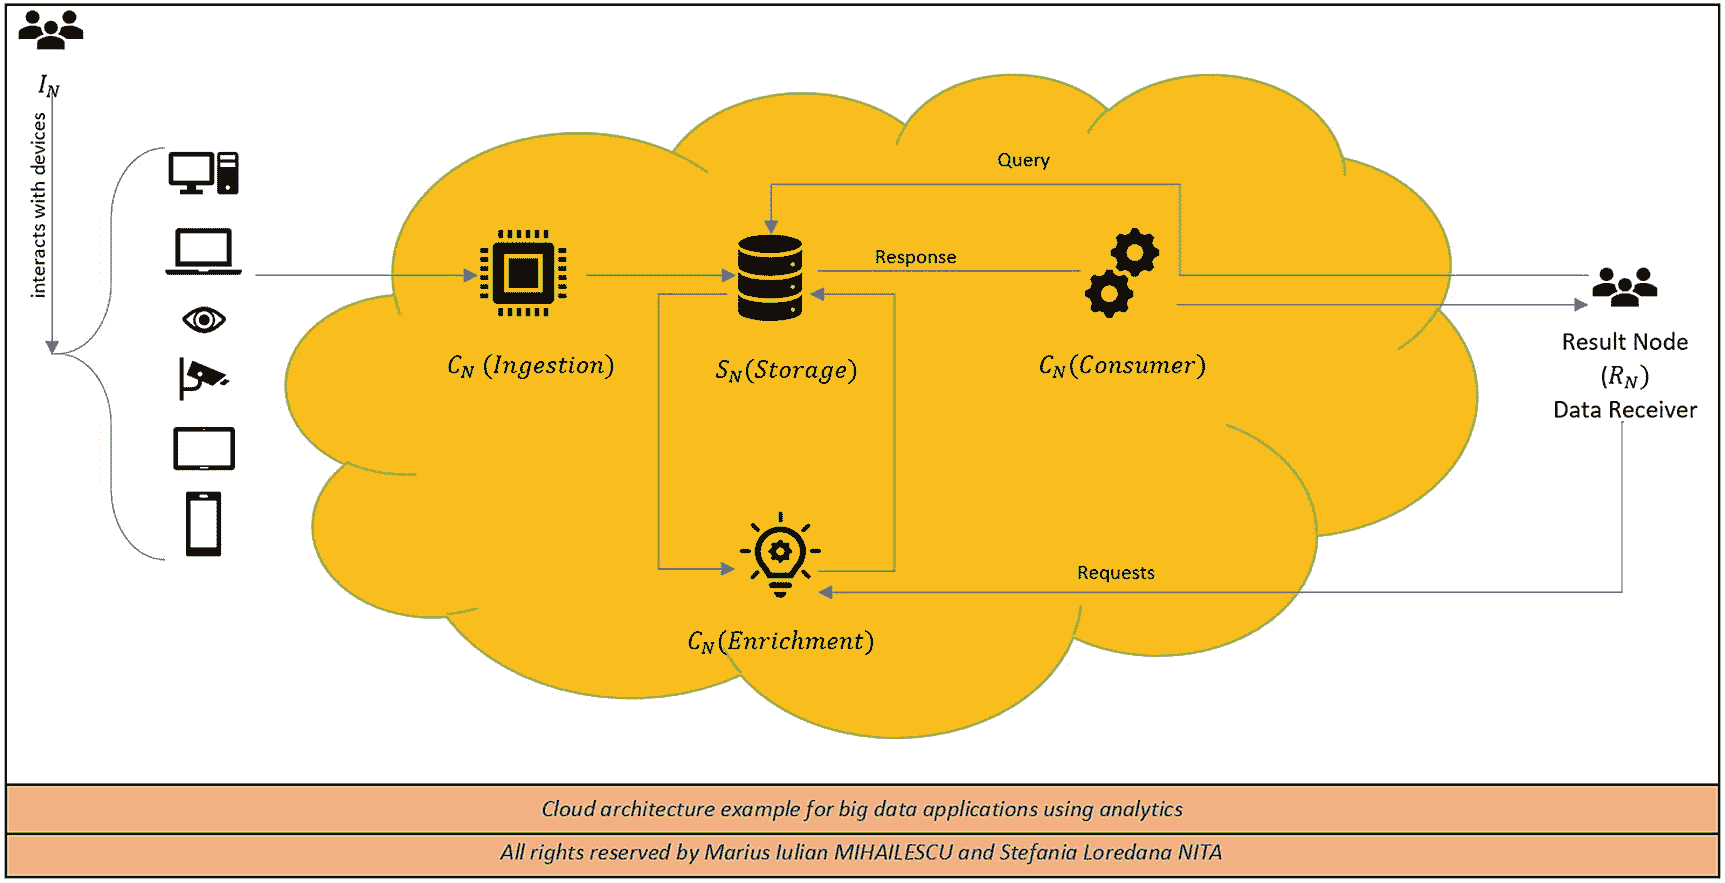 I_N
interacts with devices
Query
Response
C_N (Ingestion)
S_N(Storage)
C_N(Consumer)
Result Node
(R_N)
Data Receiver
Requests
C_N(Enrichment)
Cloud architecture example for big data applications using analytics
All rights reserved by Marius Iulian MIHAILESCU and Stefania Loredana NITA